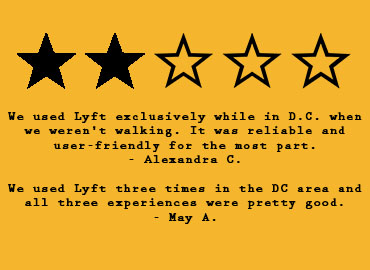 We used Lyft exclusively while in D.C. when
we weren't walking. It was reliable and
user-friendly for the most part.
- Alexandra C.
We used Lyft three times in the DC area and
all three experiences were pretty good.
- May A.